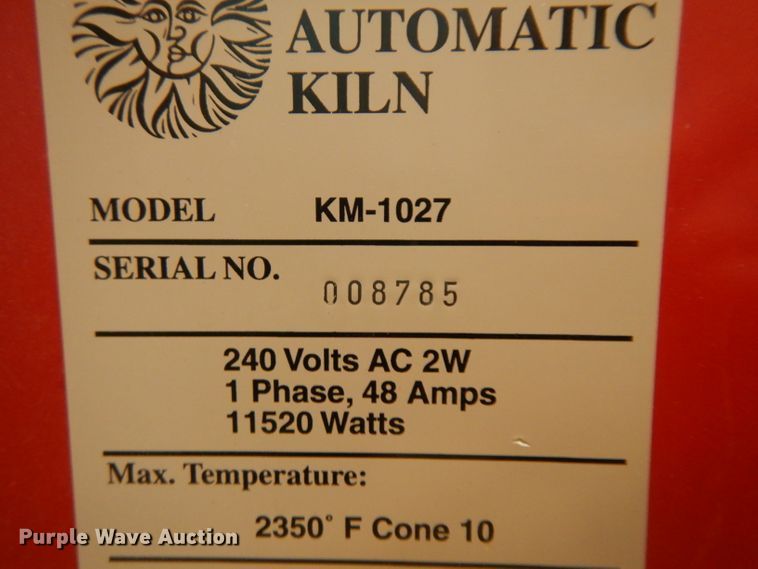 AUTOMATIC
KILN
MODEL KM-1027
SERIAL NO. 008785
240 Volts AC 2W
1 Phase, 48 Amps
11520 Watts
Max. Temperature:
2350° F Cone 10
Purple Wave Auction